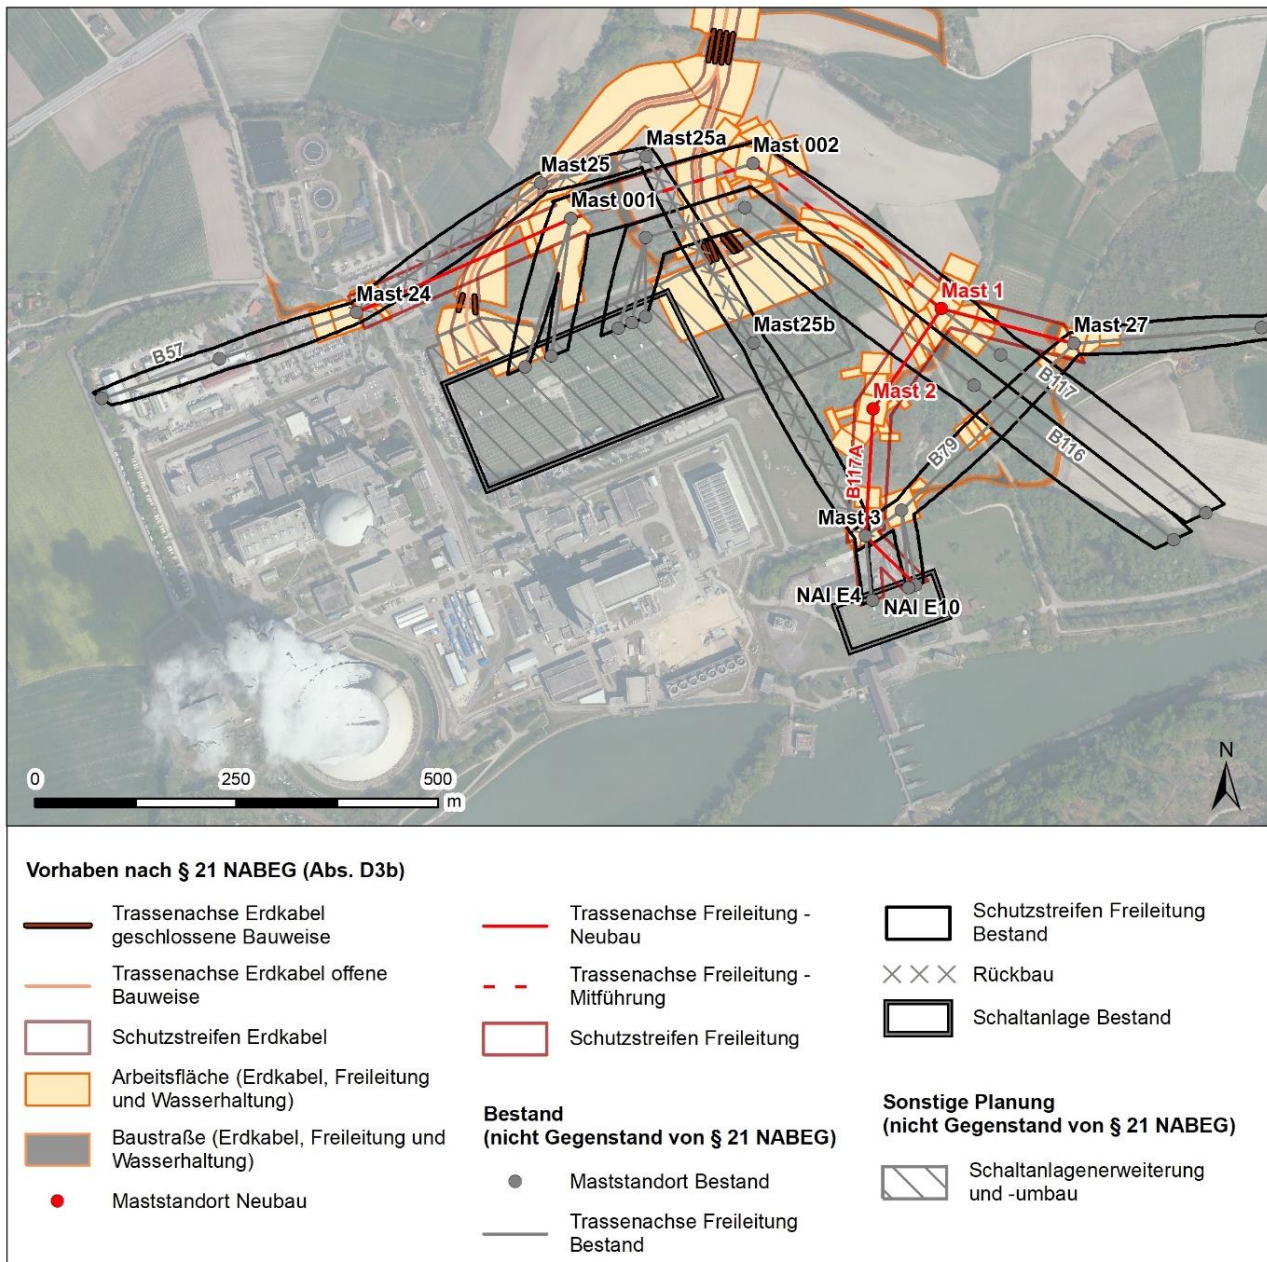 Mast25a
Mast 002
Mast25
Mast 001
Mast 24
Mast 1
Mast25b
Mast 27
B57
B117
Mast 2
B116
B79
B117A
Mast 3
NAI E4
NAI E10
N
0 250 500
m
Vorhaben nach § 21 NABEG (Abs. D3b)
Trassenachse Erdkabel
geschlossene Bauweise
Trassenachse Erdkabel offene
Bauweise
Schutzstreifen Erdkabel
Arbeitsfläche (Erdkabel, Freileitung
und Wasserhaltung)
Baustraße (Erdkabel, Freileitung und
Wasserhaltung)
Maststandort Neubau
Trassenachse Freileitung -
Neubau
Trassenachse Freileitung -
Mitführung
Schutzstreifen Freileitung
Bestand
(nicht Gegenstand von § 21 NABEG)
Maststandort Bestand
Trassenachse Freileitung
Bestand
Schutzstreifen Freileitung
Bestand
Rückbau
Schaltanlage Bestand
Sonstige Planung
(nicht Gegenstand von § 21 NABEG)
Schaltanlagenerweiterung
und -umbau